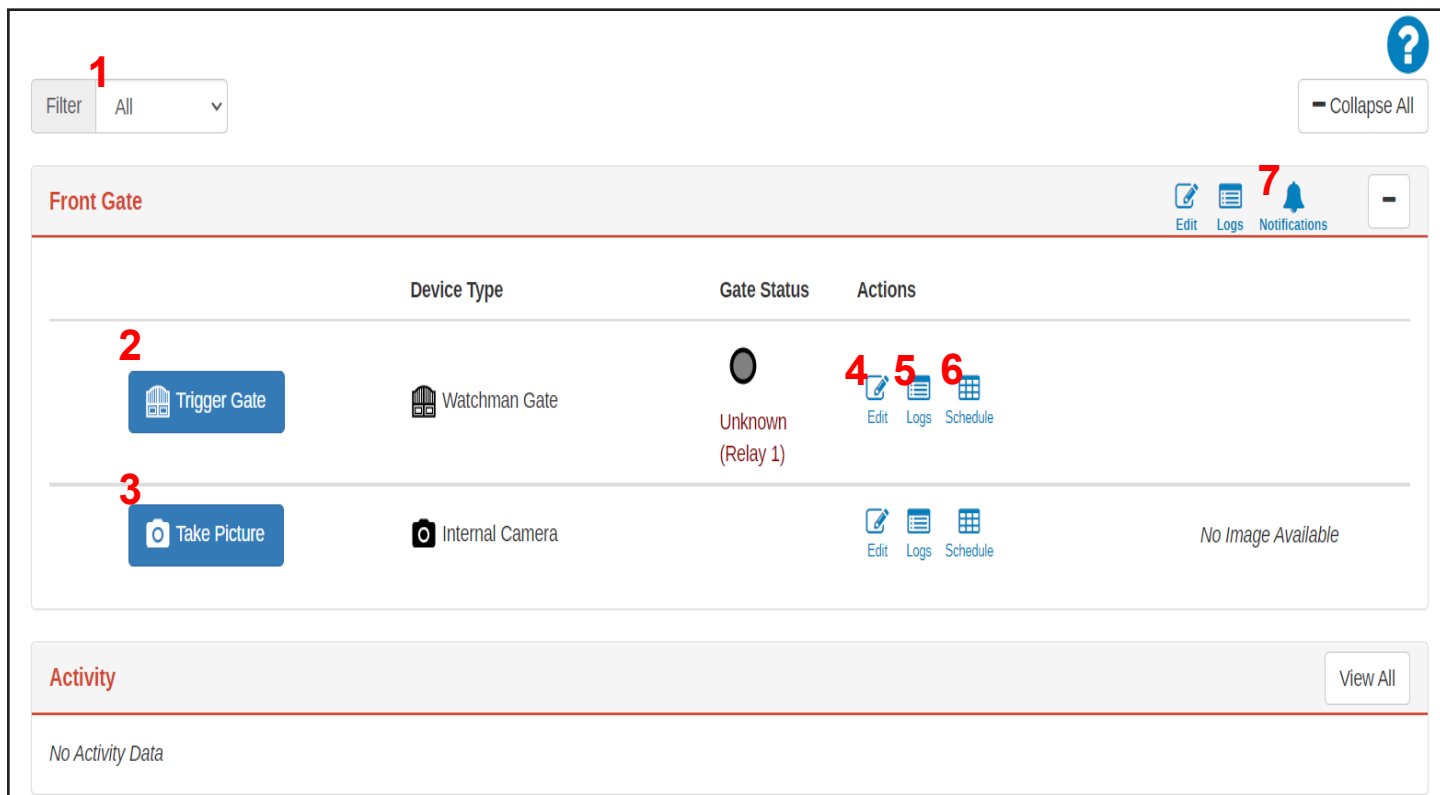 ?
1
Filter All
Collapse All
Front Gate
7
Edit Logs Notifications
Device Type Gate Status Actions
2
Trigger Gate
Watchman Gate
Unknown
(Relay 1)
4 5 6
Edit Logs Schedule
3
Take Picture
Internal Camera
Edit Logs Schedule
No Image Available
Activity
View All
No Activity Data